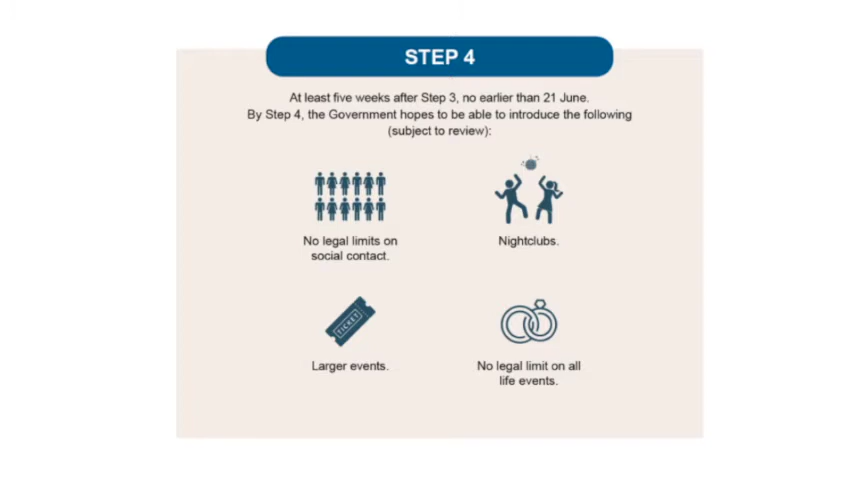 STEP 4
At least five weeks after Step 3, no earlier than 21 June.
By Step 4, the Government hopes to be able to introduce the following
(subject to review):
No legal limits on
social contact.
Nightclubs.
TICKET
Larger events.
No legal limit on all
life events.